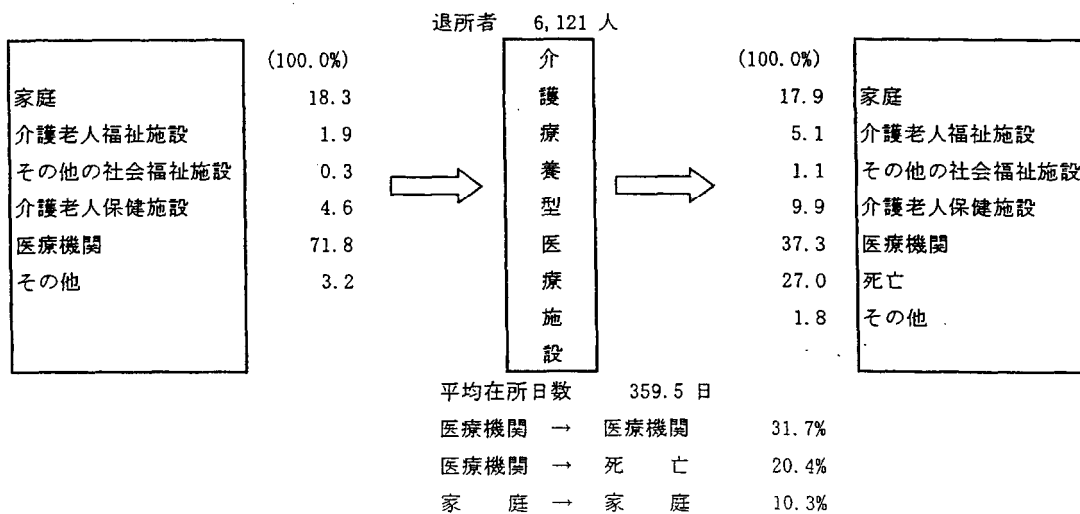 退所者 6,121 人
(100.0%) 介 (100.0%)
家庭 18.3 護 17.9 家庭
介護老人福祉施設 1.9 療 5.1 介護老人福祉施設
その他の社会福祉施設 0.3 養 1.1 その他の社会福祉施設
介護老人保健施設 4.6 型 9.9 介護老人保健施設
医療機関 71.8 医 37.3 医療機関
その他 3.2 療 27.0 死亡
施 1.8 その他
設
平均在所日数 359.5 日
医療機関 → 医療機関 31.7%
医療機関 → 死 亡 20.4%
家 庭 → 家 庭 10.3%